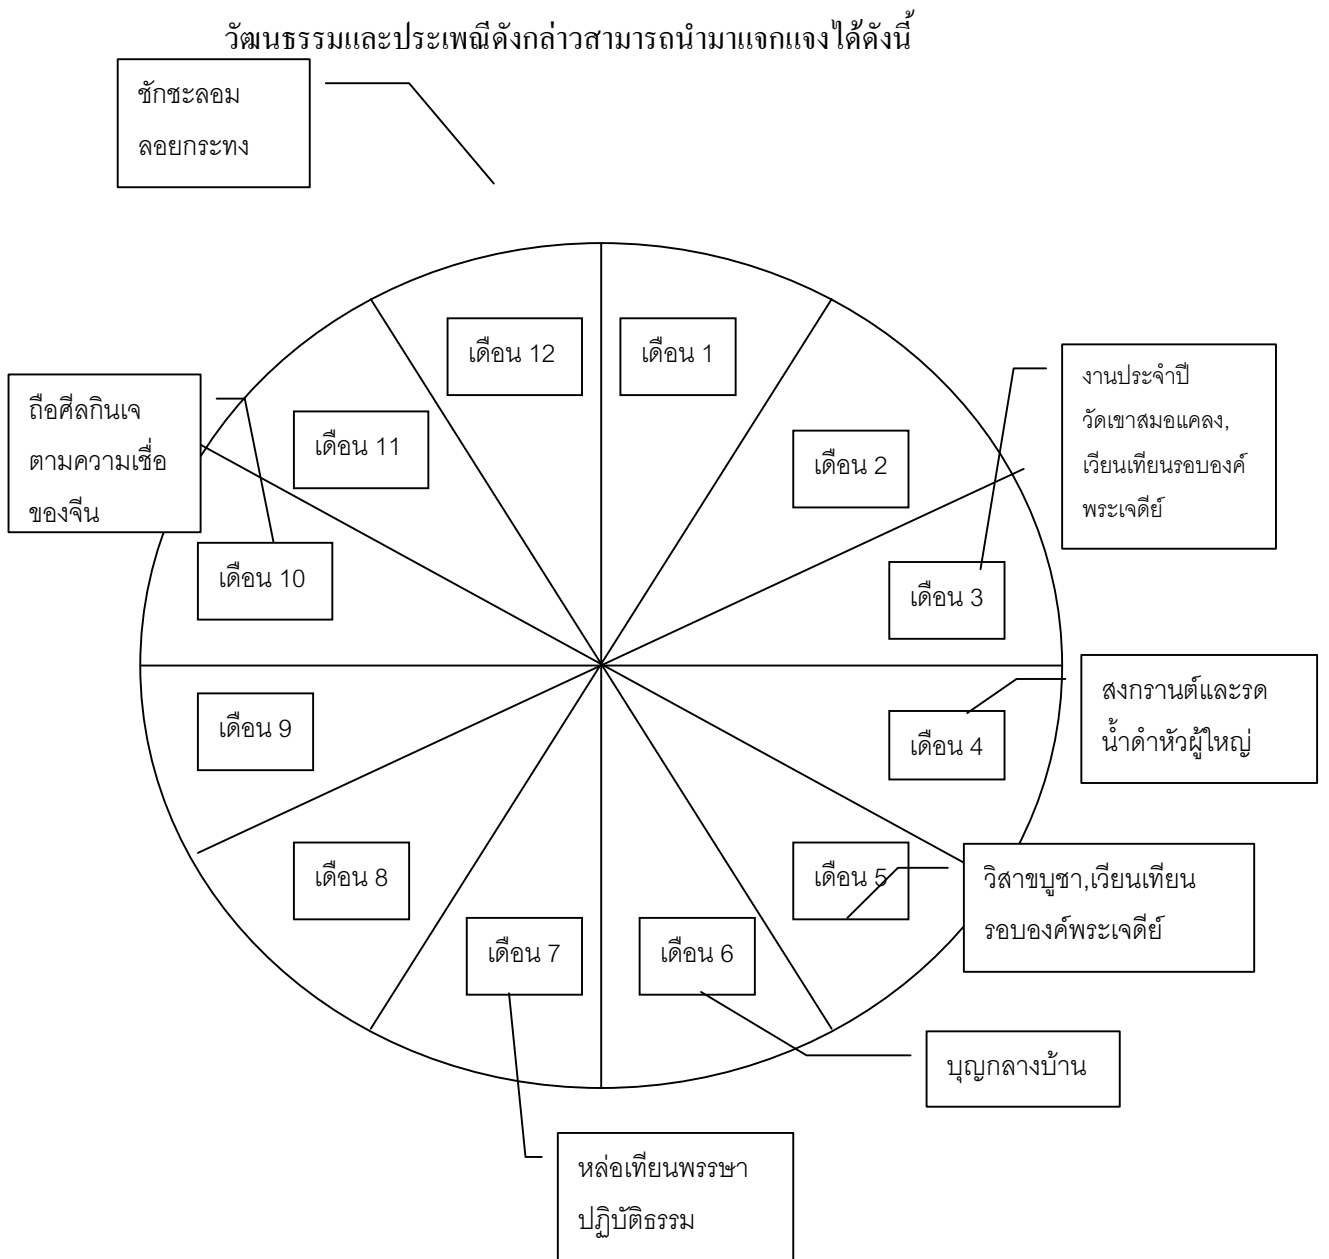 วัฒนธรรมและประเพณีดังกล่าวสามารถนำมาแจกแจงได้ดังนี้
ชักชะลอม
ลอยกระทง
เดือน 12
เดือน 1
งานประจำปี
วัดเขาสมอแคลง,
เวียนเทียนรอบองค์
พระเจดีย์
ถือศีลกินเจ
ตามความเชื่อ
ของจีน
เดือน 11
เดือน 2
เดือน 10
เดือน 3
สงกรานต์และรด
น้ำดำหัวผู้ใหญ่
เดือน 9
เดือน 4
เดือน 8
เดือน 5
วิสาขบูชา,เวียนเทียน
รอบองค์พระเจดีย์
เดือน 7
เดือน 6
บุญกลางบ้าน
หล่อเทียนพรรษา
ปฏิบัติธรรม